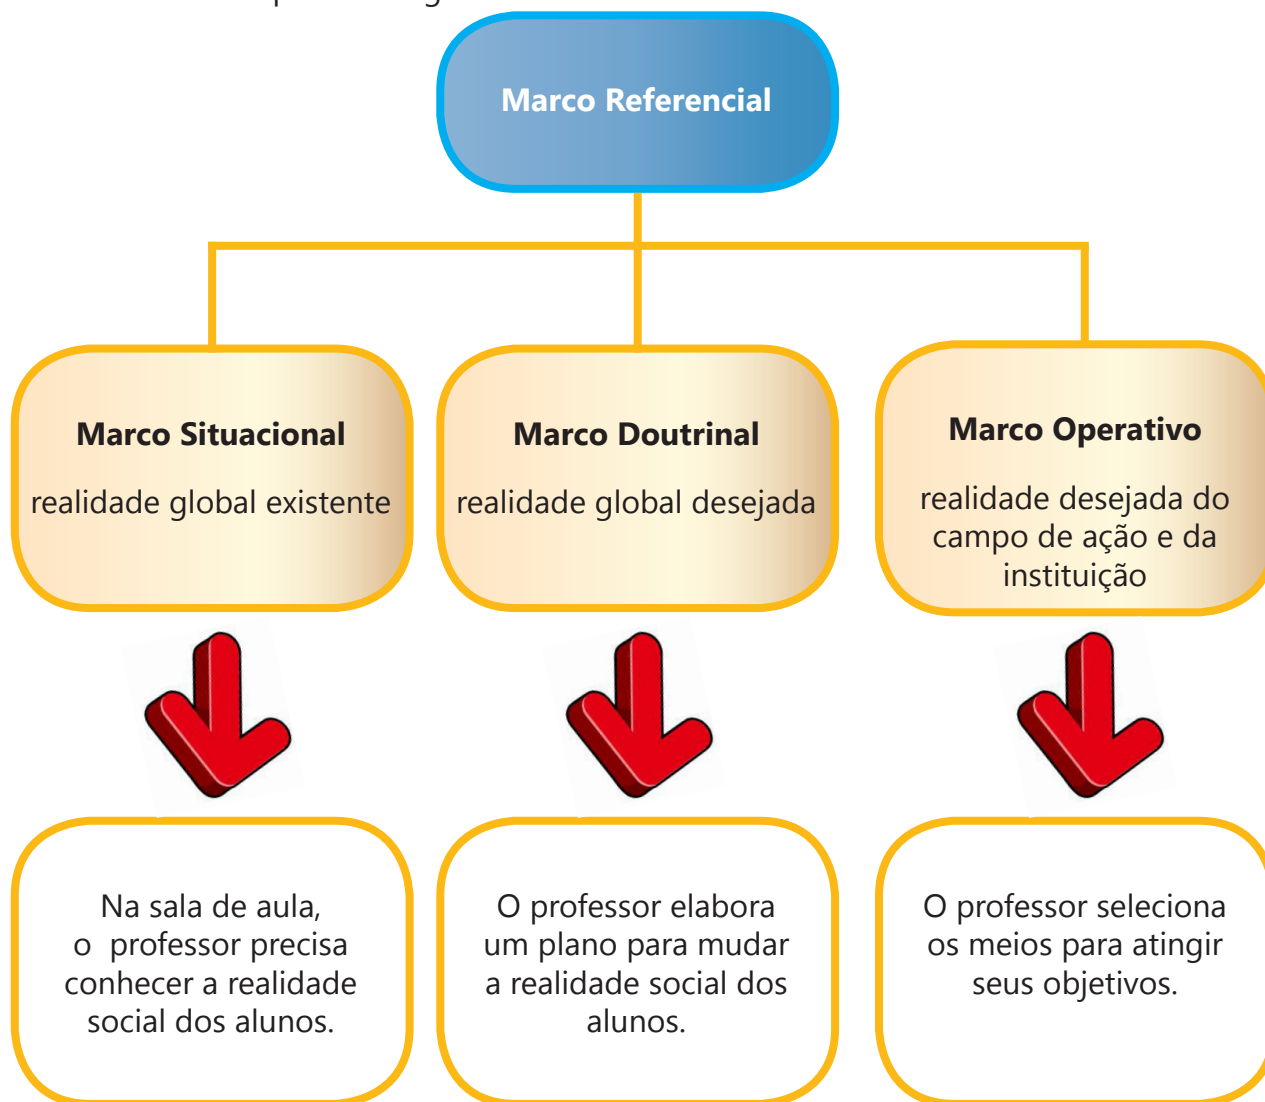 Marco Referencial
Marco Situacional
realidade global existente
Marco Doutrinal
realidade global desejada
Marco Operativo
realidade desejada do
campo de ação e da
instituição
Na sala de aula,
o professor precisa
conhecer a realidade
social dos alunos.
O professor elabora
um plano para mudar
a realidade social dos
alunos.
O professor seleciona
os meios para atingir
seus objetivos.